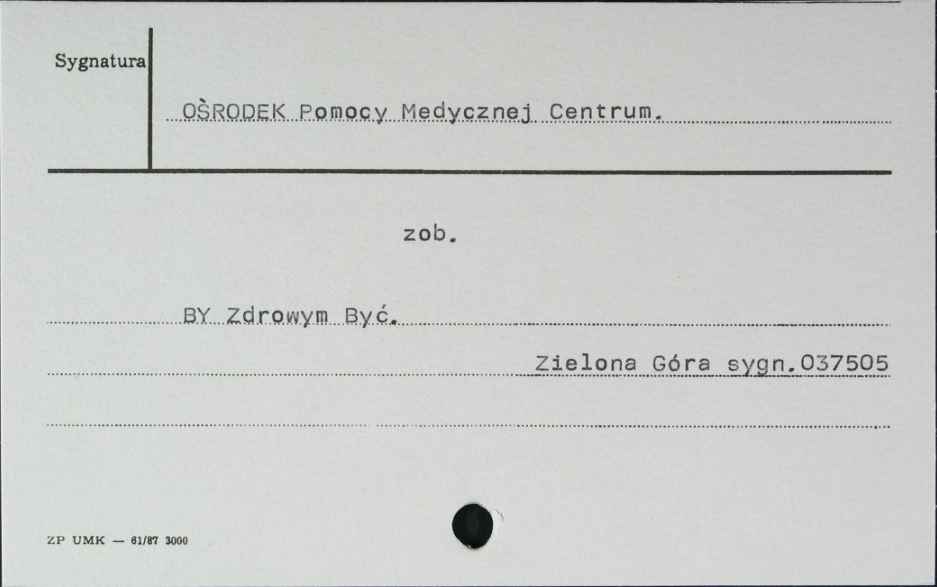 Sygnatura
OŚRODEK Pomocy Medycznej Centrum.
zob.
BY Zdrowym Być.
Zielona Góra sygn.037505
ZP UMK — 61/87 3000